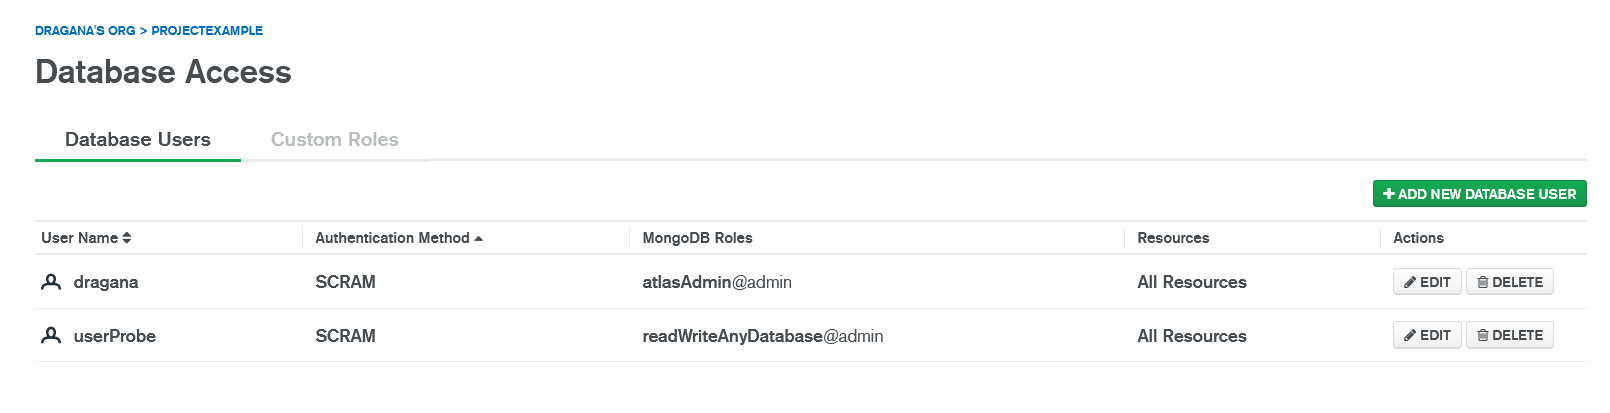 DRAGANA'S ORG > PROJECTEXAMPLE
Database Access
Database Users Custom Roles
ADD NEW DATABASE USER
User Name Authentication Method MongoDB Roles Resources Actions
dragana SCRAM atlasAdmin@admin All Resources EDIT DELETE
userProbe SCRAM readWriteAnyDatabase@admin All Resources EDIT DELETE